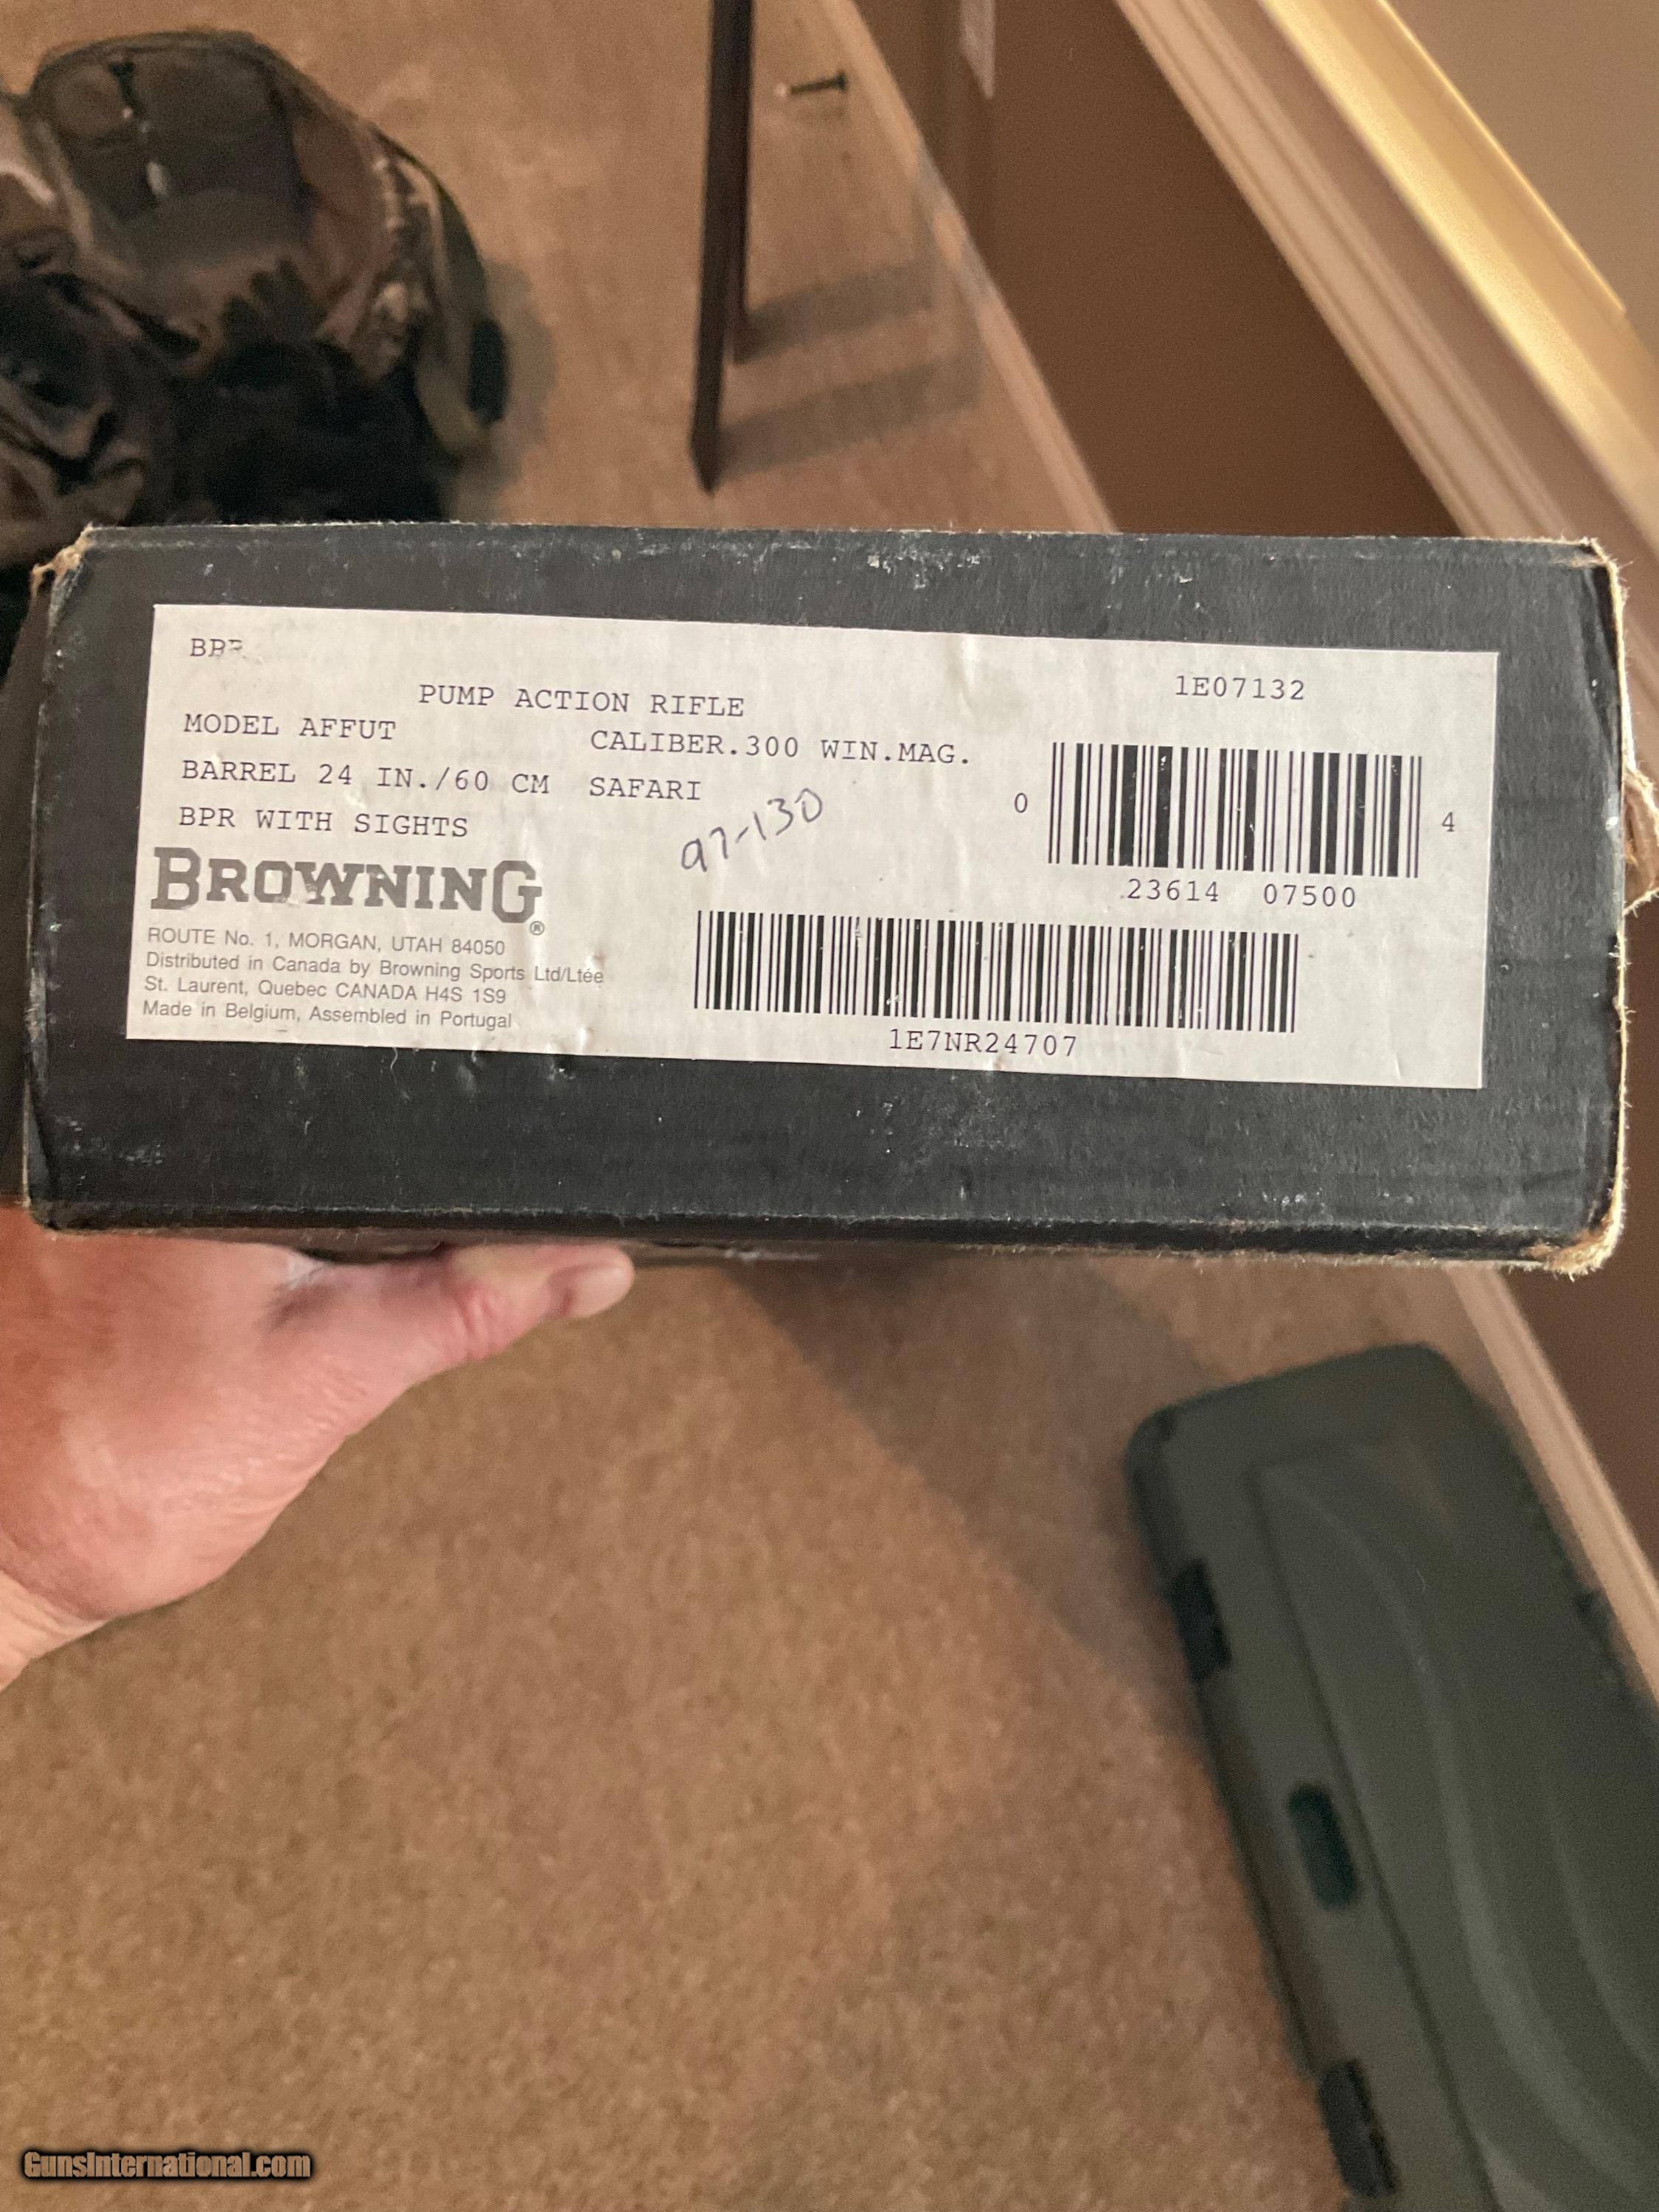 BPR
PUMP ACTION RIFLE
1E07132
MODEL AFFUT
CALIBER.300 WIN.MAG.
BARREL 24 IN./60 CM SAFARI
BPR WITH SIGHTS
97-130
0 23614 07500 4
BROWNING®
ROUTE No. 1, MORGAN, UTAH 84050
Distributed in Canada by Browning Sports Ltd/Ltée
St. Laurent, Quebec CANADA H4S 1S9
Made in Belgium, Assembled in Portugal
1E7NR24707
GunsInternational.com